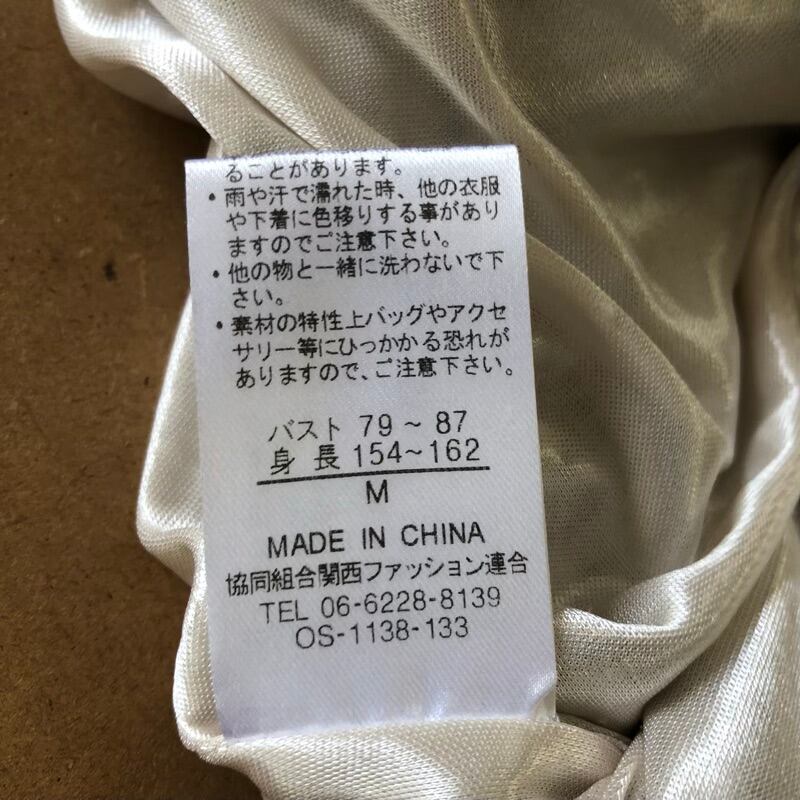 ることがあります。
・雨や汗で濡れた時、他の衣服
や下着に色移りする事があり
ますのでご注意下さい。
・他の物と一緒に洗わないで下
さい。
・素材の特性上バッグやアクセ
サリー等にひっかかる恐れが
ありますので、ご注意下さい。
バスト 79～87
身長 154～162
M
MADE IN CHINA
協同組合関西ファッション連合
TEL 06-6228-8139
OS-1138-133